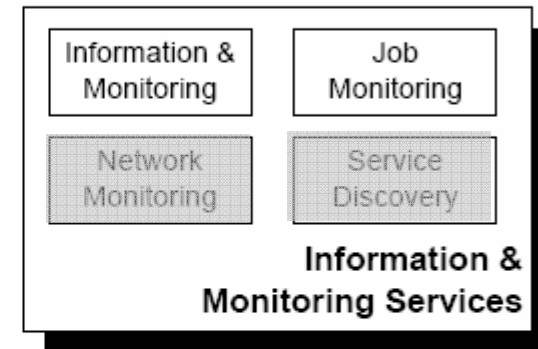 Information &
Monitoring
Job
Monitoring
Network
Monitoring
Service
Discovery
Information &
Monitoring Services